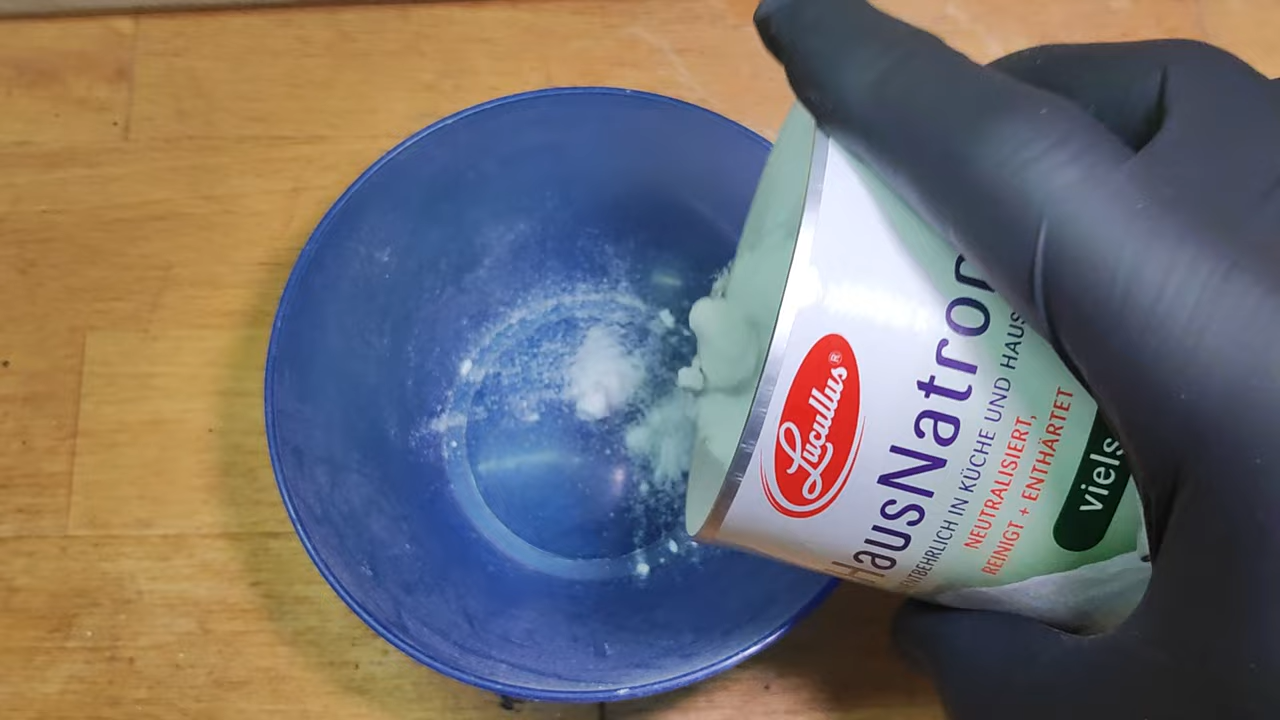 Lucullus®
HausNatron
ENTBEHRLICH IN KÜCHE UND HAUS
NEUTRALISIERT,
REINIGT + ENTHÄRTET
viels